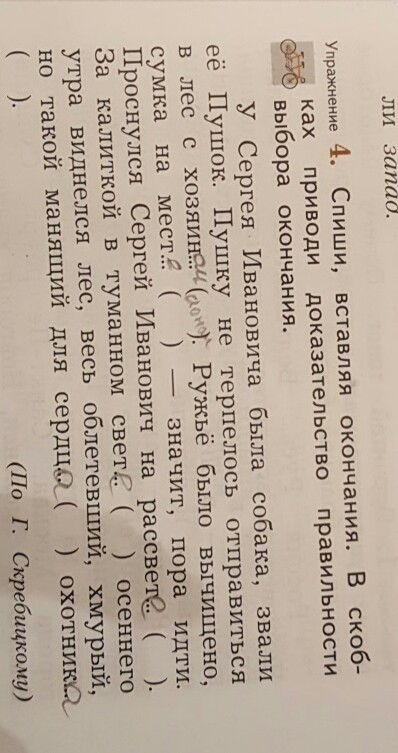 ли запад.
Упражнение 4. Спиши, вставляя окончания. В скоб-
ках приводи доказательство правильности
выбора окончания.
У Сергея Ивановича была собака, звали
её Пушок. Пушку не терпелось отправиться
в лес с хозяин...ом (). Ружьё было вычищено,
сумка на мест...е ( ) — значит, пора идти.
Проснулся Сергей Иванович на рассвет...е ( ).
За калиткой в туманном свет...е ( ) осеннего
утра виднелся лес, весь облетевший, хмурый,
но такой манящий для сердц...а ( ) охотник...а
( ).
(По Г. Скребицкому)